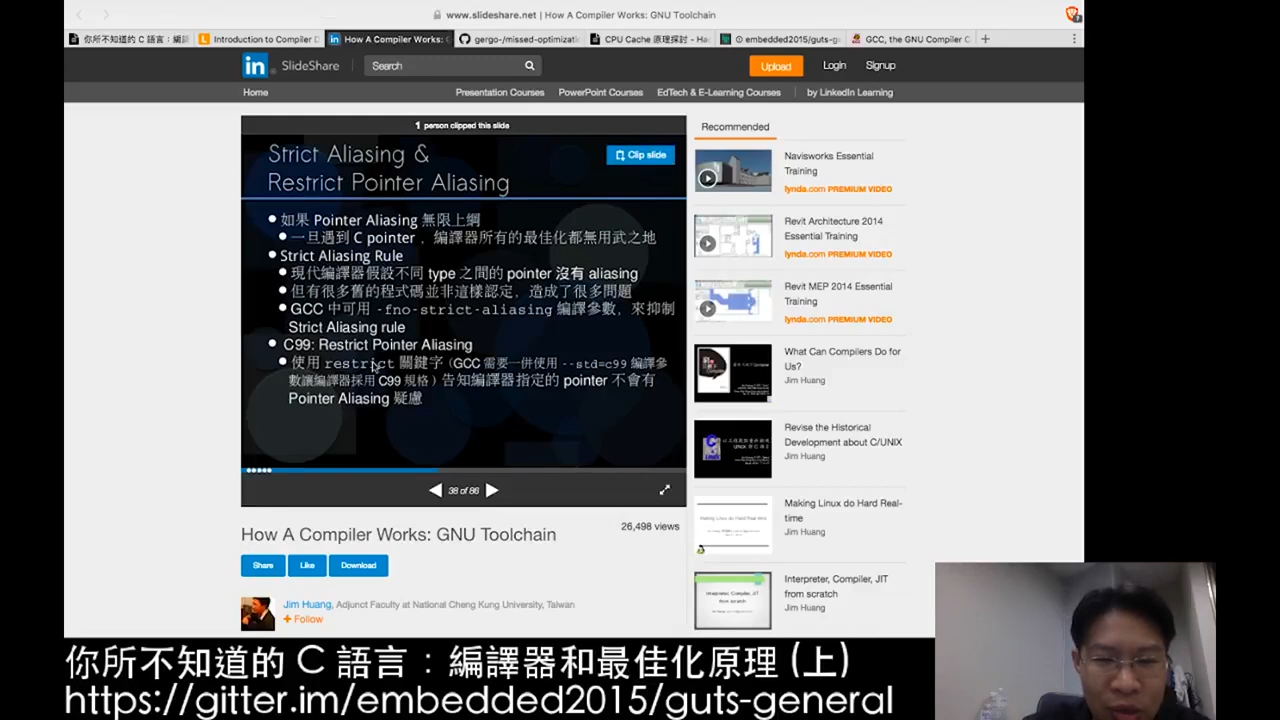 www.slideshare.net | How A Compiler Works: GNU Toolchain
你所不知道的 C 語言：編譯
Introduction to Compiler D
How A Compiler Works: 
gergo-/missed-optimizati
CPU Cache 原理探討 - Hac
embedded2015/guts-ge
GCC, the GNU Compiler C
in SlideShare
Search
Upload
Login
Signup
Home
Presentation Courses
PowerPoint Courses
EdTech & E-Learning Courses
by LinkedIn Learning
1 person clipped this slide
Strict Aliasing &
Restrict Pointer Aliasing
Clip slide
如果 Pointer Aliasing 無限上綱
一旦遇到 C pointer，編譯器所有的最佳化都無用武之地
Strict Aliasing Rule
現代編譯器假設不同 type 之間的 pointer 沒有 aliasing
但有很多舊的程式碼並非這樣認定，造成了很多問題
GCC 中可用 -fno-strict-aliasing 編譯參數，來抑制
Strict Aliasing rule
C99: Restrict Pointer Aliasing
使用 restrict 關鍵字 (GCC 需要一併使用 --std=c99 編譯參
數讓編譯器採用 C99 規格) 告知編譯器指定的 pointer 不會有
Pointer Aliasing 疑慮
38 of 86
How A Compiler Works: GNU Toolchain
26,498 views
Share
Like
Download
Jim Huang, Adjunct Faculty at National Cheng Kung University, Taiwan
+ Follow
Recommended
Navisworks Essential
Training
lynda.com PREMIUM VIDEO
Revit Architecture 2014
Essential Training
lynda.com PREMIUM VIDEO
Revit MEP 2014 Essential
Training
lynda.com PREMIUM VIDEO
What Can Compilers Do for
Us?
Jim Huang
Revise the Historical
Development about C/UNIX
Jim Huang
Making Linux do Hard Real-
time
Jim Huang
Interpreter, Compiler, JIT
from scratch
Interpreter, Compiler, JIT
from scratch
Jim Huang
你所不知道的 C 語言：編譯器和最佳化原理 (上)
https://gitter.im/embedded2015/guts-general